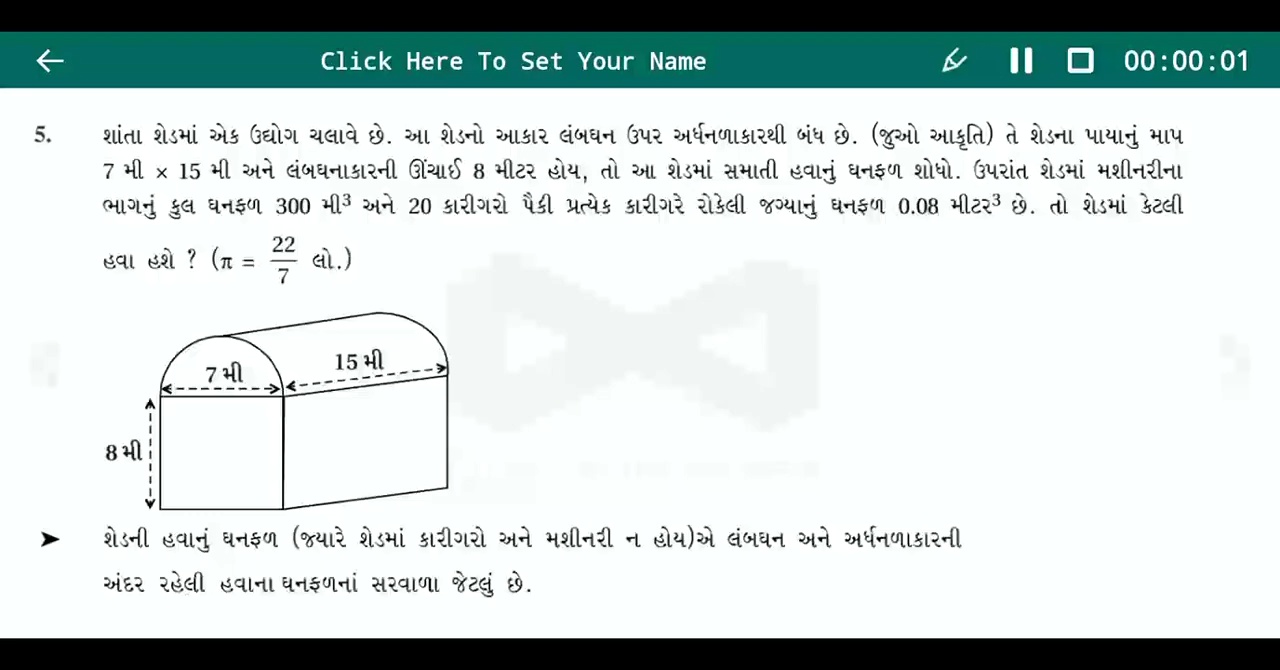 Click Here To Set Your Name
00:00:01
5. શાંતા શેડમાં એક ઉદ્યોગ ચલાવે છે. આ શેડનો આકાર લંબઘન ઉપર અર્ધનળાકારથી બંધ છે. (જુઓ આકૃતિ) તે શેડના પાયાનું માપ
7 મી × 15 મી અને લંબઘનાકારની ઊંચાઈ 8 મીટર હોય, તો આ શેડમાં સમાતી હવાનું ઘનફળ શોધો. ઉપરાંત શેડમાં મશીનરીના
ભાગનું કુલ ઘનફળ 300 મી³ અને 20 કારીગરો પૈકી પ્રત્યેક કારીગરે રોકેલી જગ્યાનું ઘનફળ 0.08 મીટર³ છે. તો શેડમાં કેટલી
હવા હશે ? (π = 22/7 લો.)
7 મી
15 મી
8 મી
➤ શેડની હવાનું ઘનફળ (જ્યારે શેડમાં કારીગરો અને મશીનરી ન હોય)એ લંબઘન અને અર્ધનળાકારની
અંદર રહેલી હવાના ઘનફળનાં સરવાળા જેટલું છે.